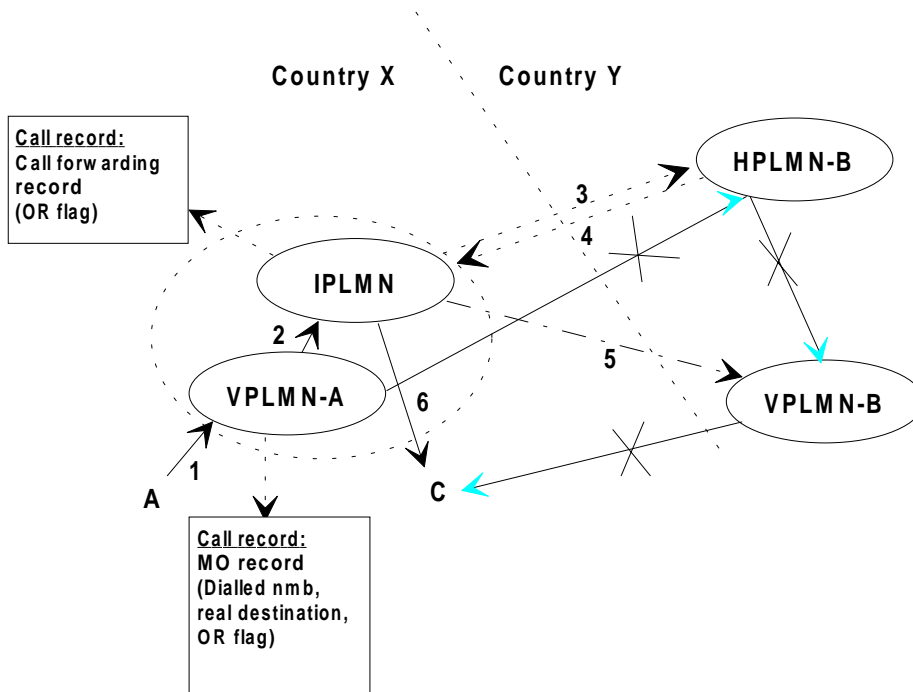 Country X
Country Y
Call record:
Call forwarding
record
(OR flag)
HPLMN-B
3
4
IPLMN
2
5
VPLMN-A
6
VPLMN-B
1
A
C
Call record:
MO record
(Dialled nmb,
real destination,
OR flag)